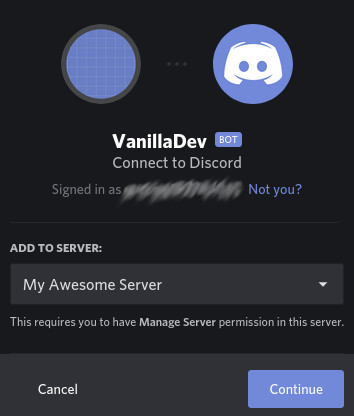 VanillaDev BOT
Connect to Discord
Signed in as Not you?
ADD TO SERVER:
My Awesome Server
This requires you to have Manage Server permission in this server.
Cancel Continue